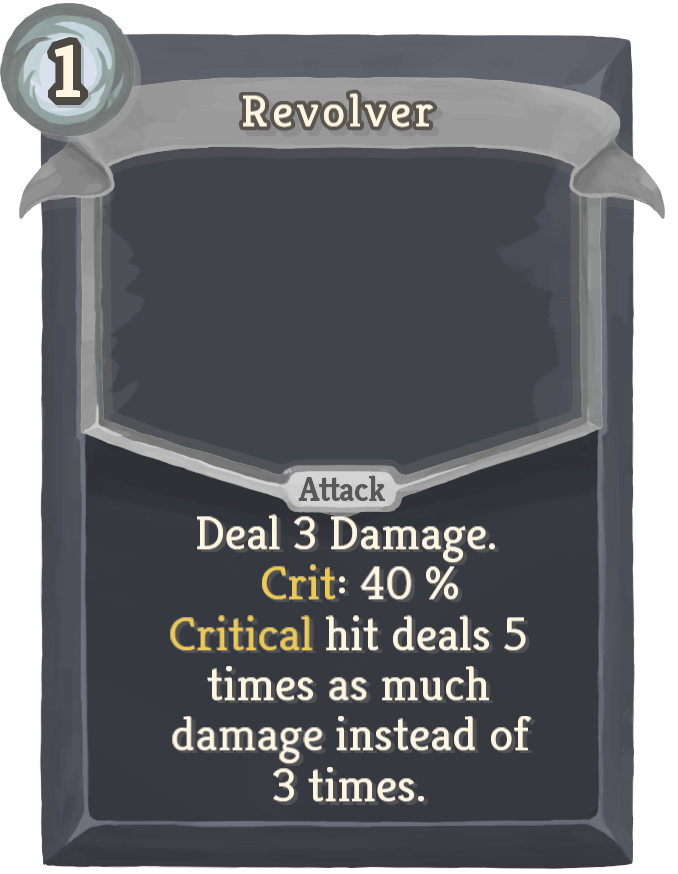 1
Revolver
Attack
Deal 3 Damage.
Crit: 40 %
Critical hit deals 5
times as much
damage instead of
3 times.